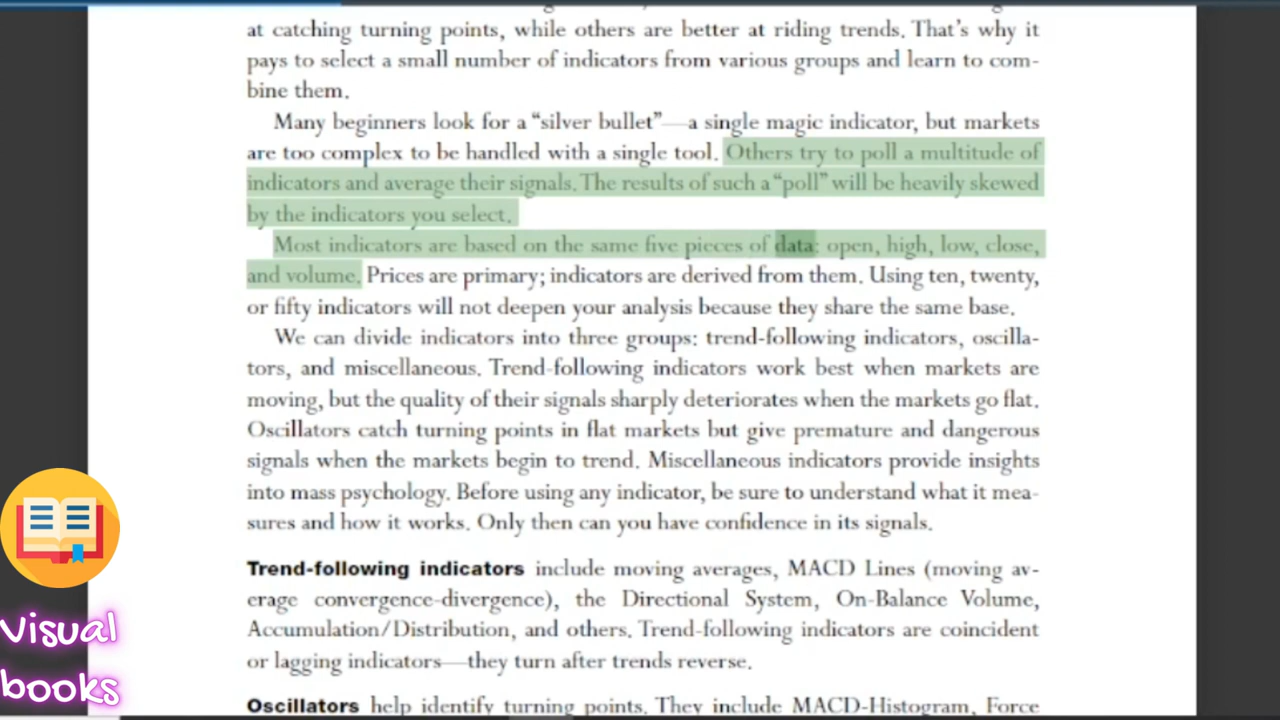 at catching turning points, while others are better at riding trends. That's why it
pays to select a small number of indicators from various groups and learn to com-
bine them.
Many beginners look for a “silver bullet”—a single magic indicator, but markets
are too complex to be handled with a single tool. Others try to poll a multitude of
indicators and average their signals. The results of such a “poll” will be heavily skewed
by the indicators you select.
Most indicators are based on the same five pieces of data: open, high, low, close,
and volume. Prices are primary; indicators are derived from them. Using ten, twenty,
or fifty indicators will not deepen your analysis because they share the same base.
We can divide indicators into three groups: trend-following indicators, oscilla-
tors, and miscellaneous. Trend-following indicators work best when markets are
moving, but the quality of their signals sharply deteriorates when the markets go flat.
Oscillators catch turning points in flat markets but give premature and dangerous
signals when the markets begin to trend. Miscellaneous indicators provide insights
into mass psychology. Before using any indicator, be sure to understand what it mea-
sures and how it works. Only then can you have confidence in its signals.
Trend-following indicators include moving averages, MACD Lines (moving av-
erage convergence-divergence), the Directional System, On-Balance Volume,
Accumulation/Distribution, and others. Trend-following indicators are coincident
or lagging indicators—they turn after trends reverse.
Oscillators help identify turning points. They include MACD-Histogram, Force
Visual
books